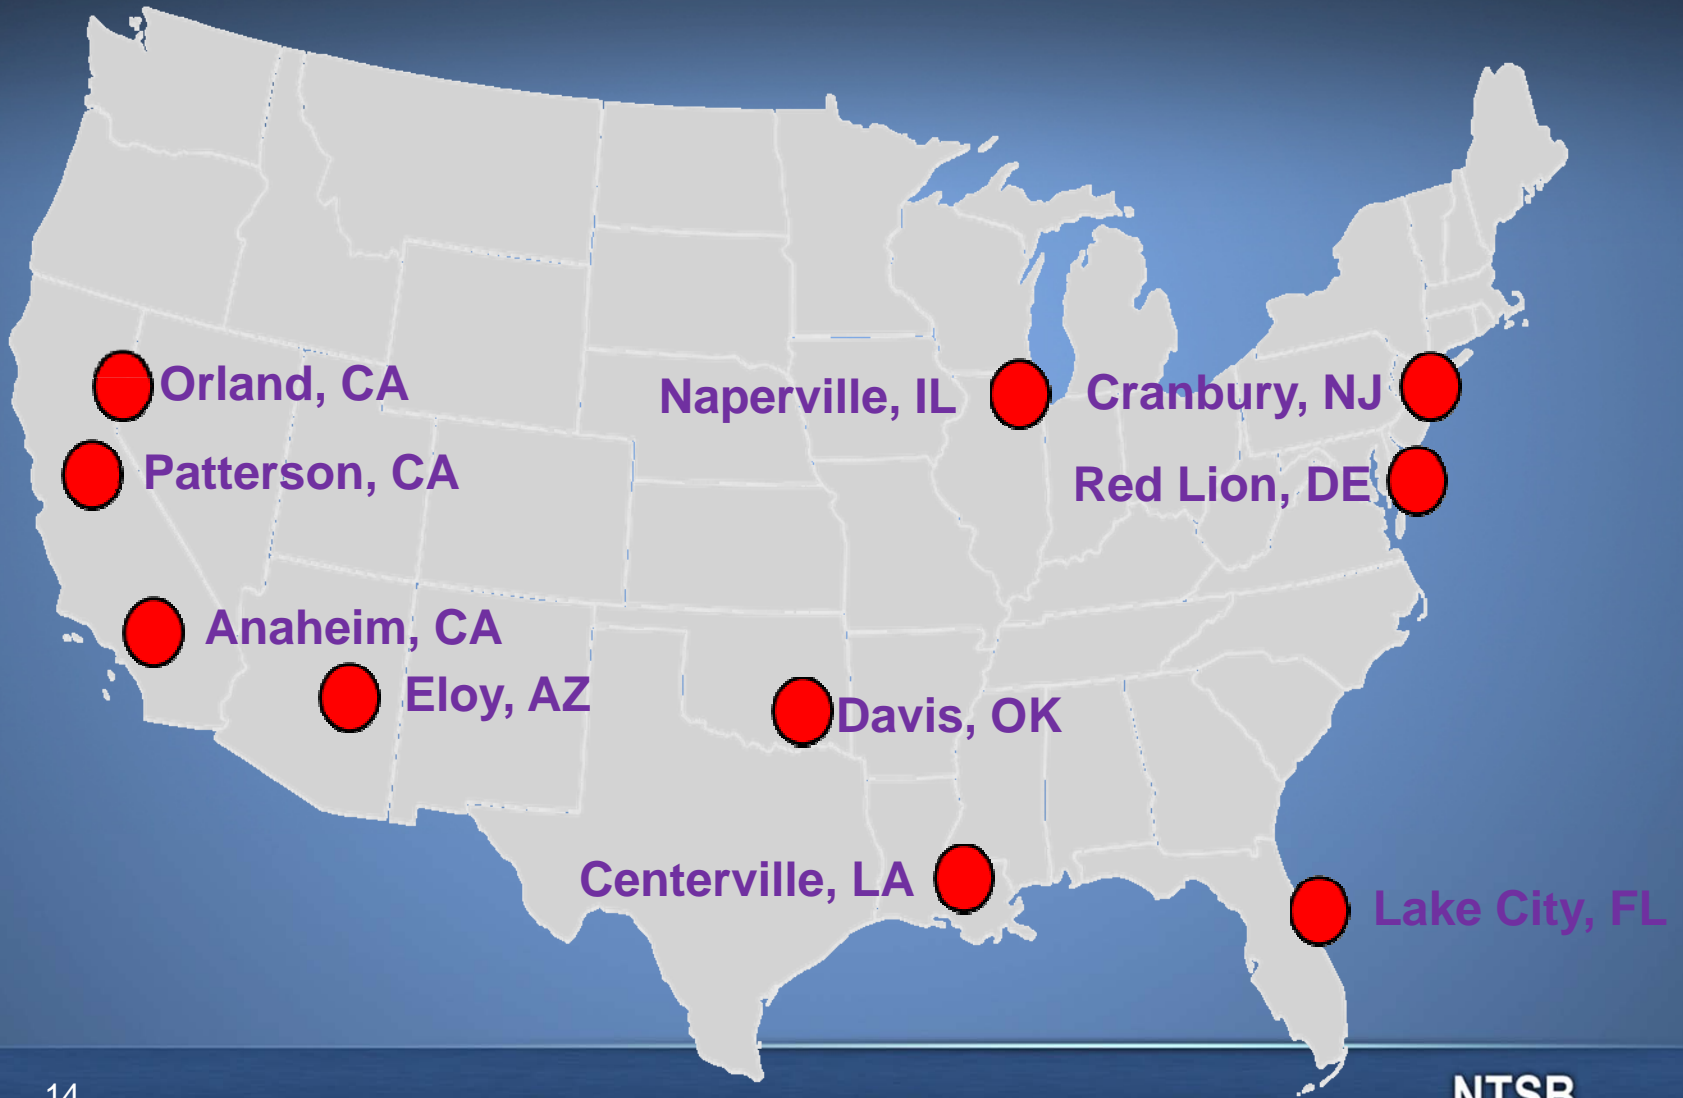 Orland, CA
Naperville, IL
Cranbury, NJ
Patterson, CA
Red Lion, DE
Anaheim, CA
Eloy, AZ
Davis, OK
Centerville, LA
Lake City, FL
14
NTSB